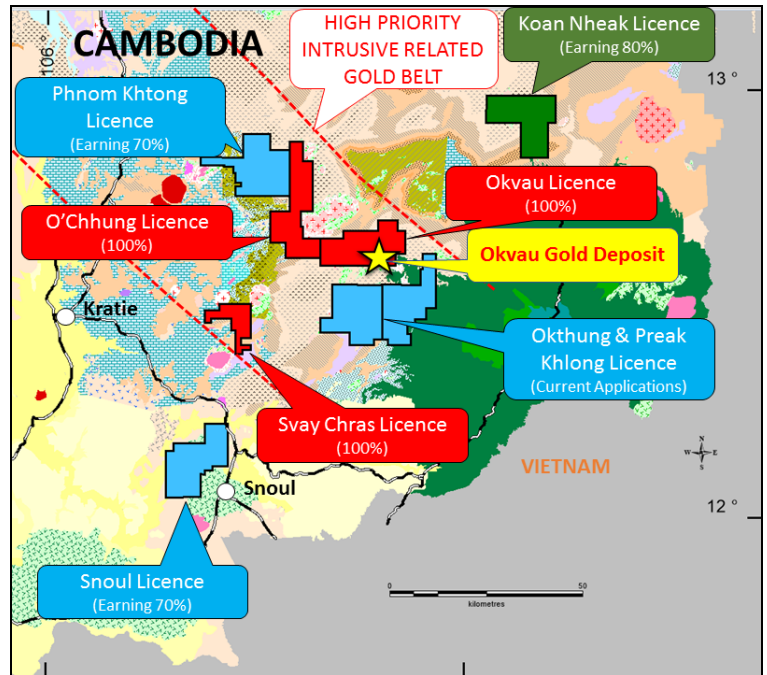 CAMBODIA
106 °
HIGH PRIORITY
INTRUSIVE RELATED
GOLD BELT
Koan Nheak Licence
(Earning 80%)
13 °
Phnom Khtong
Licence
(Earning 70%)
O'Chhung Licence
(100%)
Okvau Licence
(100%)
Okvau Gold Deposit
Kratie
Okthung & Preak
Khlong Licence
(Current Applications)
Svay Chras Licence
(100%)
VIETNAM
N
W E
S
Snoul
12 °
Snoul Licence
(Earning 70%)
0 50
kilometres